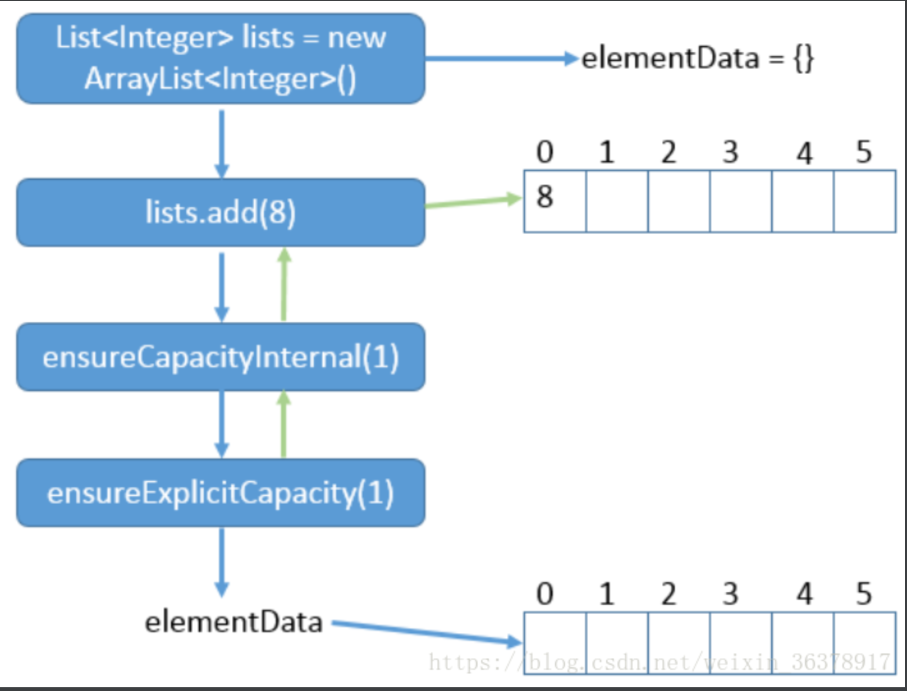 List<Integer> lists = new
ArrayList<Integer>()
elementData = {}
0 1 2 3 4 5
lists.add(8)
8
ensureCapacityInternal(1)
ensureExplicitCapacity(1)
0 1 2 3 4 5
elementData
https://blog.csdn.net/weixin_36378917